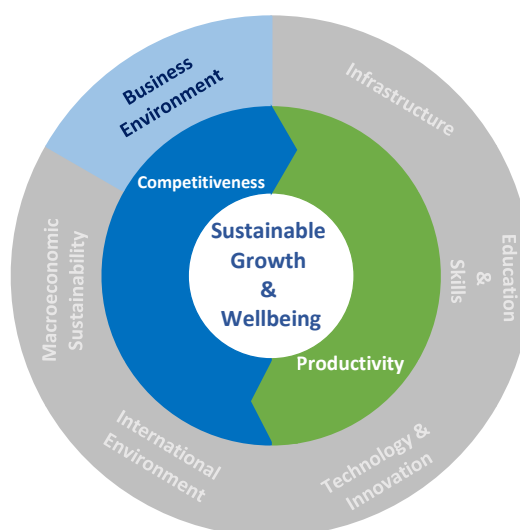 Business
Environment
Infrastructure
Competitiveness
Sustainable
Growth
&
Wellbeing
Macroeconomic
Sustainability
Education
&
Skills
Productivity
International
Environment
Technology &
Innovation